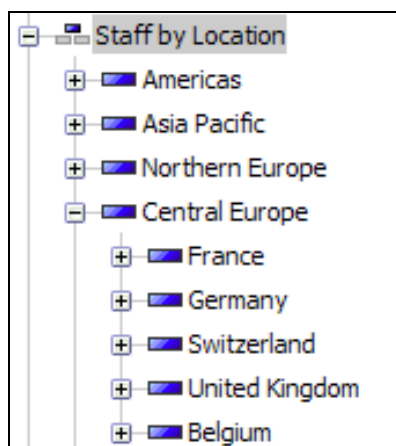 Staff by Location
Americas
Asia Pacific
Northern Europe
Central Europe
France
Germany
Switzerland
United Kingdom
Belgium